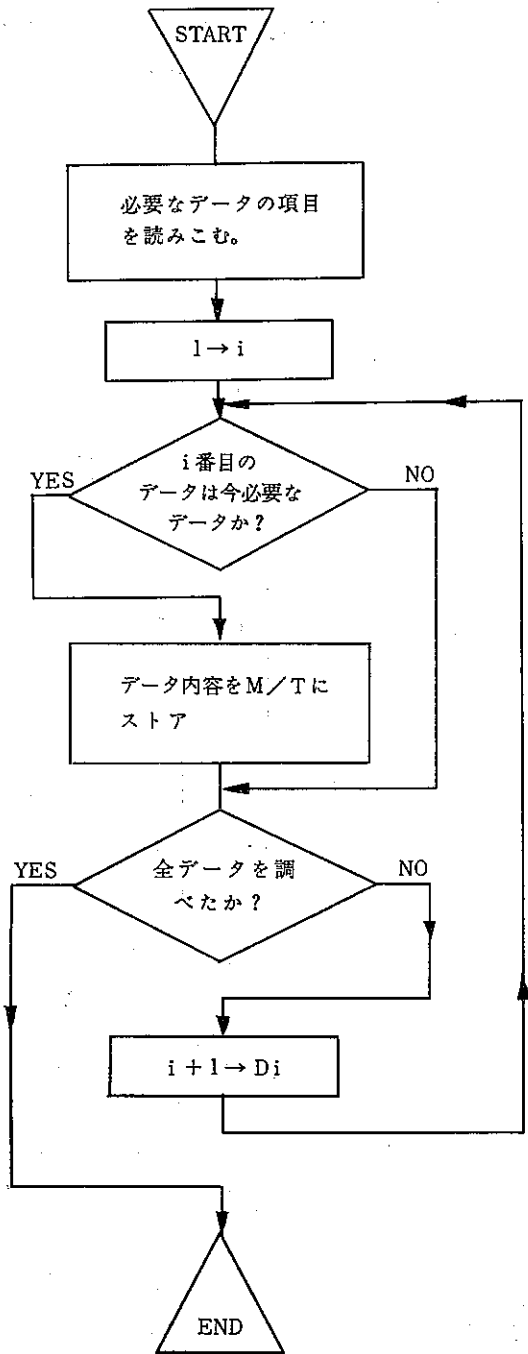 START
必要なデータの項目
を読みこむ。
1→i
i番目の
データは今必要な
データか？
YES
NO
データ内容をM／Tに
ストア
全データを調
べたか？
YES
NO
i＋1→Di
END